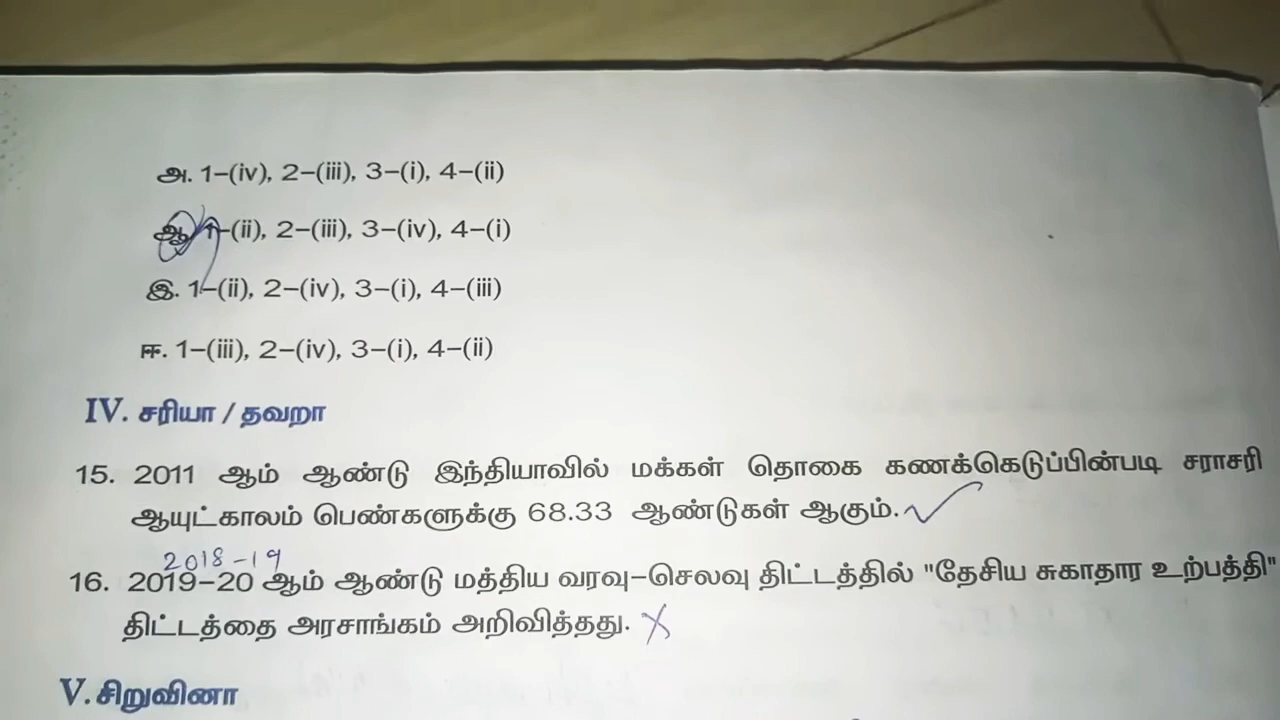 அ. 1–(iv), 2–(iii), 3–(i), 4–(ii)
ஆ. 1–(ii), 2–(iii), 3–(iv), 4–(i)
இ. 1–(ii), 2–(iv), 3–(i), 4–(iii)
ஈ. 1–(iii), 2–(iv), 3–(i), 4–(ii)
IV. சரியா / தவறா
15. 2011 ஆம் ஆண்டு இந்தியாவில் மக்கள் தொகை கணக்கெடுப்பின்படி சராசரி
ஆயுட்காலம் பெண்களுக்கு 68.33 ஆண்டுகள் ஆகும்.
2018-19
16. 2019–20 ஆம் ஆண்டு மத்திய வரவு–செலவு திட்டத்தில் "தேசிய சுகாதார உற்பத்தி"
திட்டத்தை அரசாங்கம் அறிவித்தது.
V. சிறுவினா